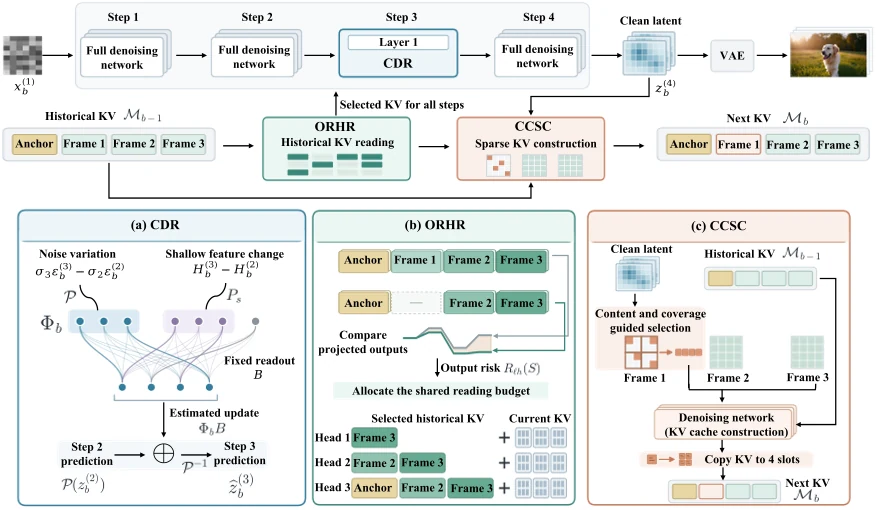 Step 1
Step 2
Step 3
Step 4
Clean latent
Full denoising
network
Full denoising
network
Layer 1
CDR
Full denoising
network
VAE
x_b^{(1)}
z_b^{(4)}
Selected KV for all steps
Historical KV M_{b-1}
Anchor Frame 1 Frame 2 Frame 3
ORHR
Historical KV reading
CCSC
Sparse KV construction
Next KV M_b
Anchor Frame 1 Frame 2 Frame 3
(a) CDR
Noise variation
σ_3ε_b^{(3)} − σ_2ε_b^{(2)}
Shallow feature change
H_b^{(3)} − H_b^{(2)}
P
P_s
Φ_b
Fixed readout
B
Estimated update
Φ_b B
Step 2
prediction
P(z_b^{(2)})
⊕
P^{-1}
Step 3
prediction
ẑ_b^{(3)}
(b) ORHR
Anchor Frame 1 Frame 2 Frame 3
Anchor — Frame 2 Frame 3
Compare
projected outputs
Output risk R_{ℓh}(S)
Allocate the shared reading budget
Selected historical KV
Current KV
Head 1 Frame 3 +
Head 2 Frame 2 Frame 3 +
Head 3 Anchor Frame 2 Frame 3 +
(c) CCSC
Clean latent
Historical KV M_{b-1}
Content and coverage
guided selection
Frame 1
Frame 2
Frame 3
Denoising network
(KV cache construction)
Copy KV to 4 slots
Next KV
M_b